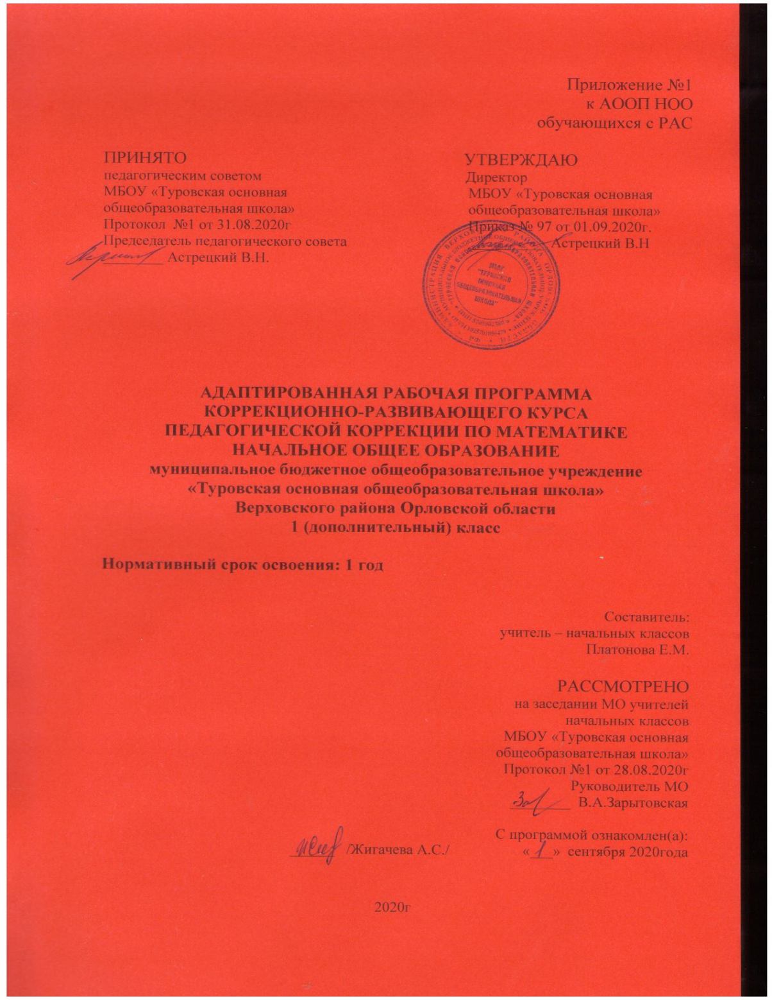 Приложение №1
к АООП НОО
обучающихся с РАС
ПРИНЯТО
педагогическим советом
МБОУ «Туровская основная
общеобразовательная школа»
Протокол №1 от 31.08.2020г
Председатель педагогического совета
________ Астрецкий В.Н.
УТВЕРЖДАЮ
Директор
МБОУ «Туровская основная
общеобразовательная школа»
Приказ № 97 от 01.09.2020г.
Астрецкий В.Н
МБОУ
"ТУРОВСКАЯ
ОСНОВНАЯ
ОБЩЕОБРАЗОВАТЕЛЬНАЯ
ШКОЛА"
АДАПТИРОВАННАЯ РАБОЧАЯ ПРОГРАММА
КОРРЕКЦИОННО-РАЗВИВАЮЩЕГО КУРСА
ПЕДАГОГИЧЕСКОЙ КОРРЕКЦИИ ПО МАТЕМАТИКЕ
НАЧАЛЬНОЕ ОБЩЕЕ ОБРАЗОВАНИЕ
муниципальное бюджетное общеобразовательное учреждение
«Туровская основная общеобразовательная школа»
Верховского района Орловской области
1 (дополнительный) класс
Нормативный срок освоения: 1 год
Составитель:
учитель – начальных классов
Платонова Е.М.
РАССМОТРЕНО
на заседании МО учителей
начальных классов
МБОУ «Туровская основная
общеобразовательная школа»
Протокол №1 от 28.08.2020г
Руководитель МО
________ В.А.Зарытовская
С программой ознакомлен(а):
______ /Жигачева А.С./ «_1_» сентября 2020года
2020г